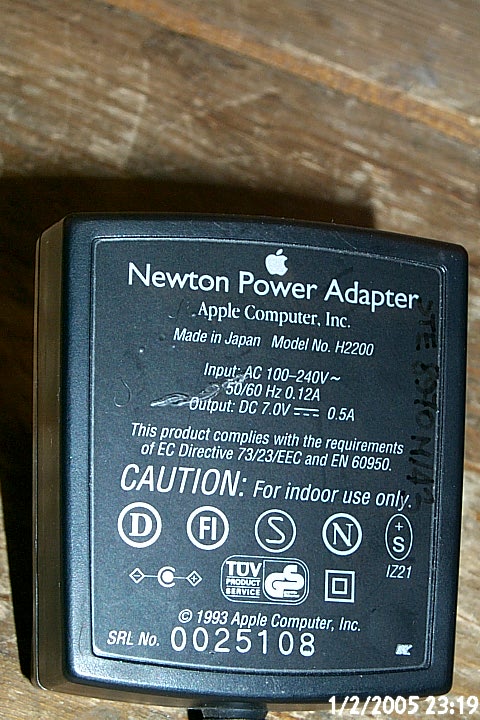 Newton Power Adapter
Apple Computer, Inc.
Made in Japan Model No. H2200
Input: AC 100–240V~
50/60 Hz 0.12A
Output: DC 7.0V ⎓ 0.5A
This product complies with the requirements
of EC Directive 73/23/EEC and EN 60950.
CAUTION: For indoor use only.
D FI S N +S
IZ21
TÜV
PRODUCT
SERVICE
GS
© 1993 Apple Computer, Inc.
SRL No. 0025108
1/2/2005 23:19